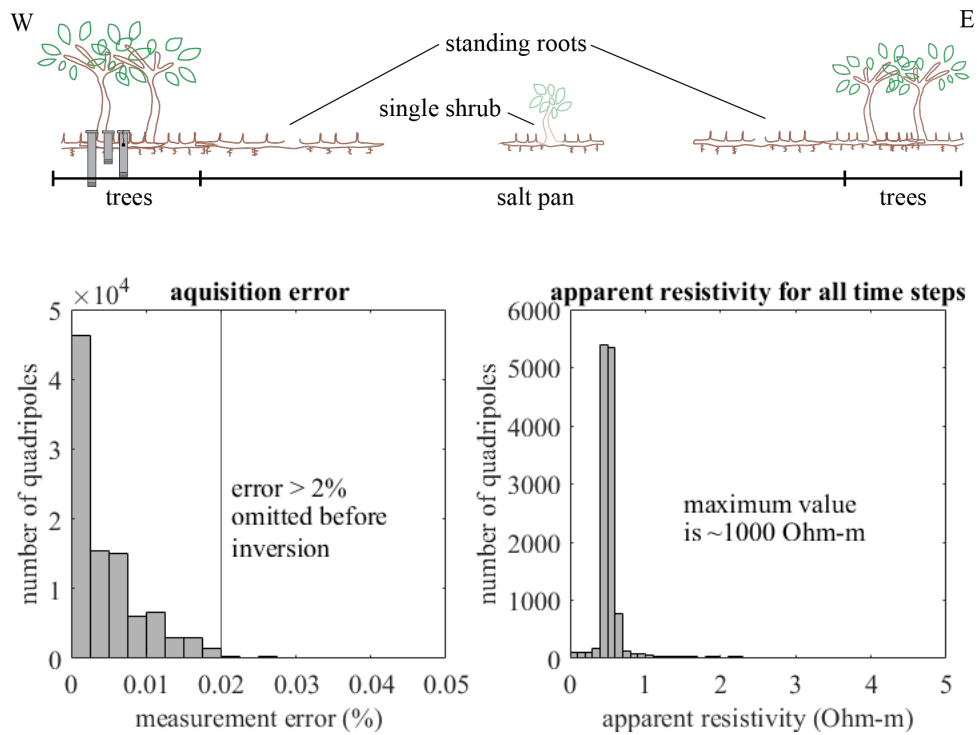 W
E
standing roots
single shrub
trees
salt pan
trees
×10^4
aquisition error
5
4
3
2
1
0
number of quadripoles
error > 2%
omitted before
inversion
0
0.01
0.02
0.03
0.04
0.05
measurement error (%)
apparent resistivity for all time steps
6000
5000
4000
3000
2000
1000
0
number of quadripoles
maximum value
is ~1000 Ohm-m
0
1
2
3
4
5
apparent resistivity (Ohm-m)